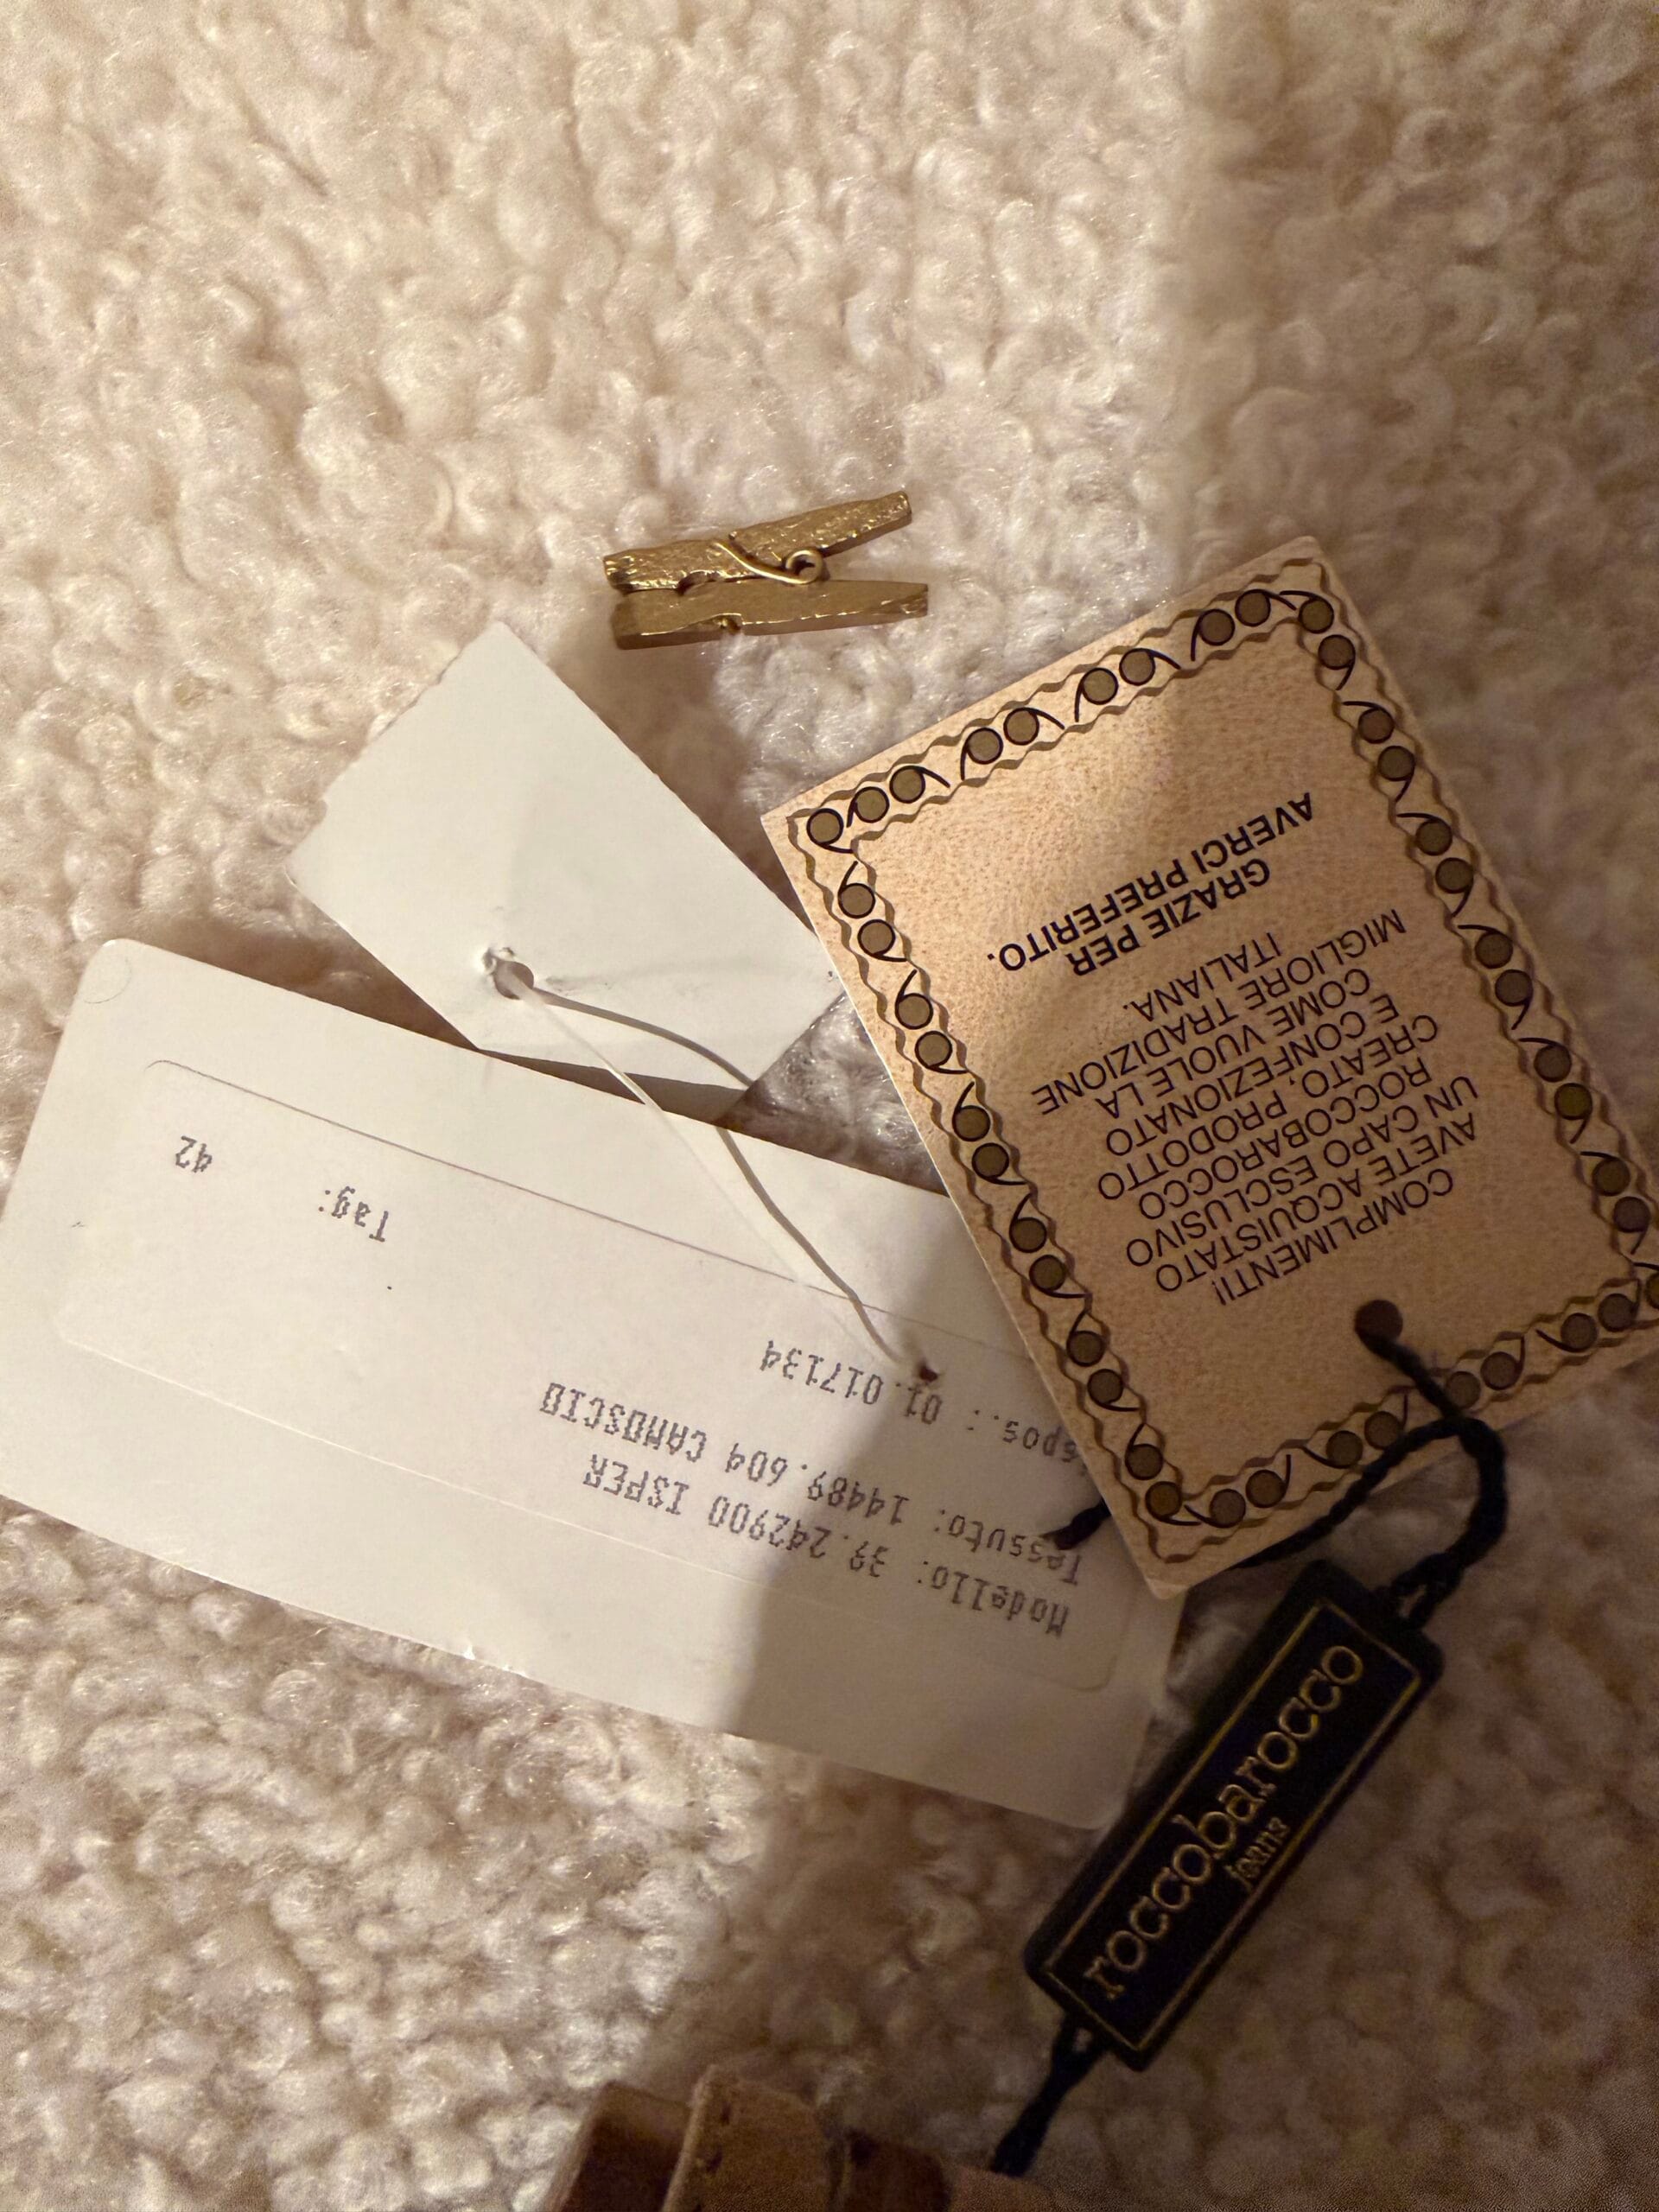 COMPLIMENTI!
AVETE ACQUISTATO
UN CAPO ESCLUSIVO
ROCCOBAROCCO
CREATO, PRODOTTO
E CONFEZIONATO
COME VUOLE LA
MIGLIORE TRADIZIONE
ITALIANA.
GRAZIE PER
AVERCI PREFERITO.
Modello: 39.242900 ISPER
Tessuto: 14489.604 CAMOSCIO
spos.: 01.017134
Tag: 42
roccobarocco
jeans